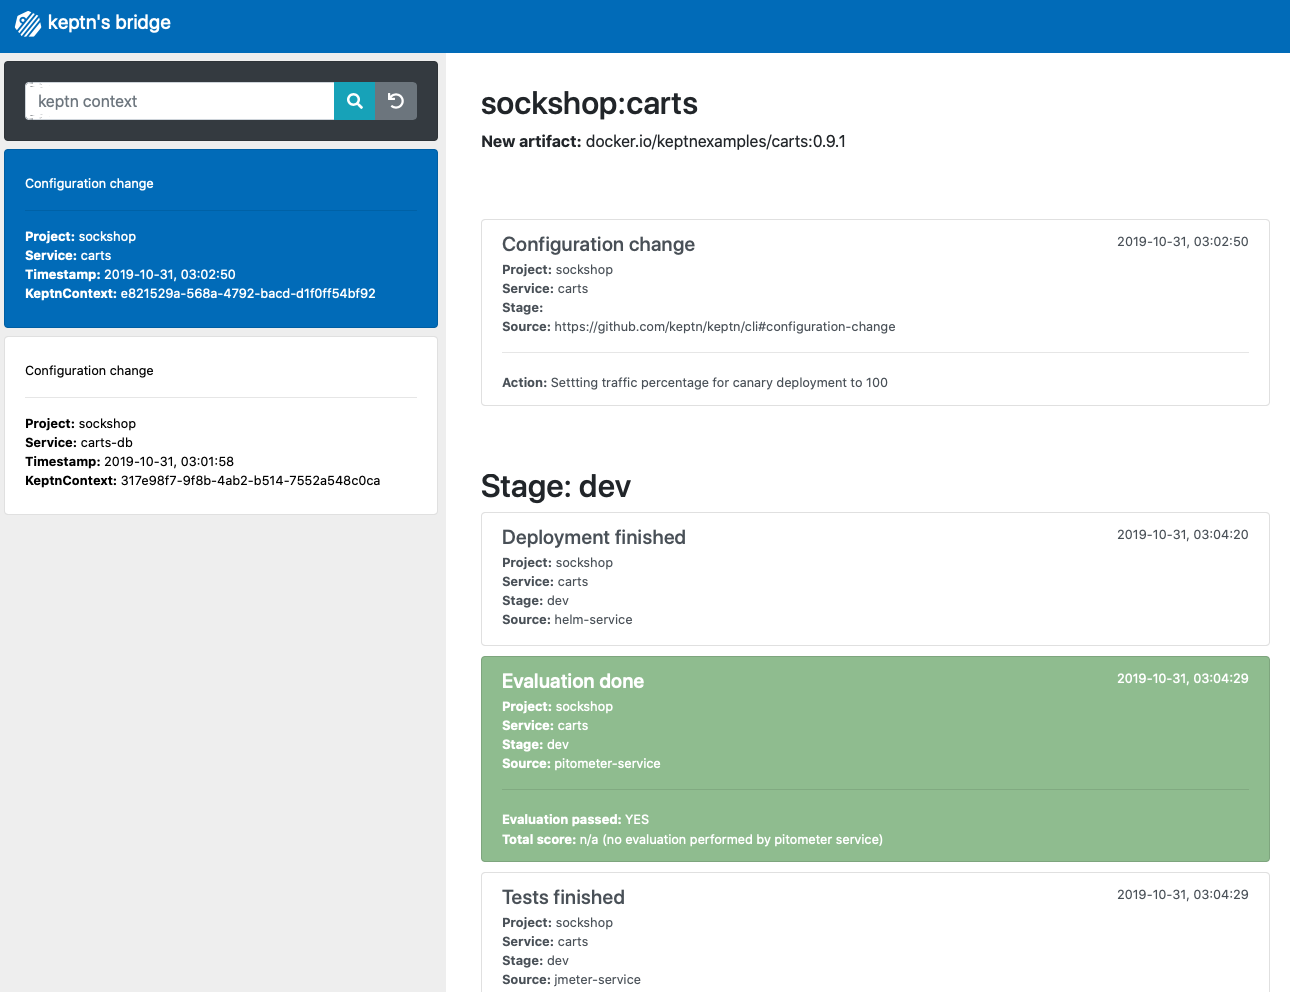 keptn's bridge
keptn context
Configuration change
Project: sockshop
Service: carts
Timestamp: 2019-10-31, 03:02:50
KeptnContext: e821529a-568a-4792-bacd-d1f0ff54bf92
Configuration change
Project: sockshop
Service: carts-db
Timestamp: 2019-10-31, 03:01:58
KeptnContext: 317e98f7-9f8b-4ab2-b514-7552a548c0ca
sockshop:carts
New artifact: docker.io/keptnexamples/carts:0.9.1
Configuration change
2019-10-31, 03:02:50
Project: sockshop
Service: carts
Stage:
Source: https://github.com/keptn/keptn/cli#configuration-change
Action: Settting traffic percentage for canary deployment to 100
Stage: dev
Deployment finished
2019-10-31, 03:04:20
Project: sockshop
Service: carts
Stage: dev
Source: helm-service
Evaluation done
2019-10-31, 03:04:29
Project: sockshop
Service: carts
Stage: dev
Source: pitometer-service
Evaluation passed: YES
Total score: n/a (no evaluation performed by pitometer service)
Tests finished
2019-10-31, 03:04:29
Project: sockshop
Service: carts
Stage: dev
Source: jmeter-service